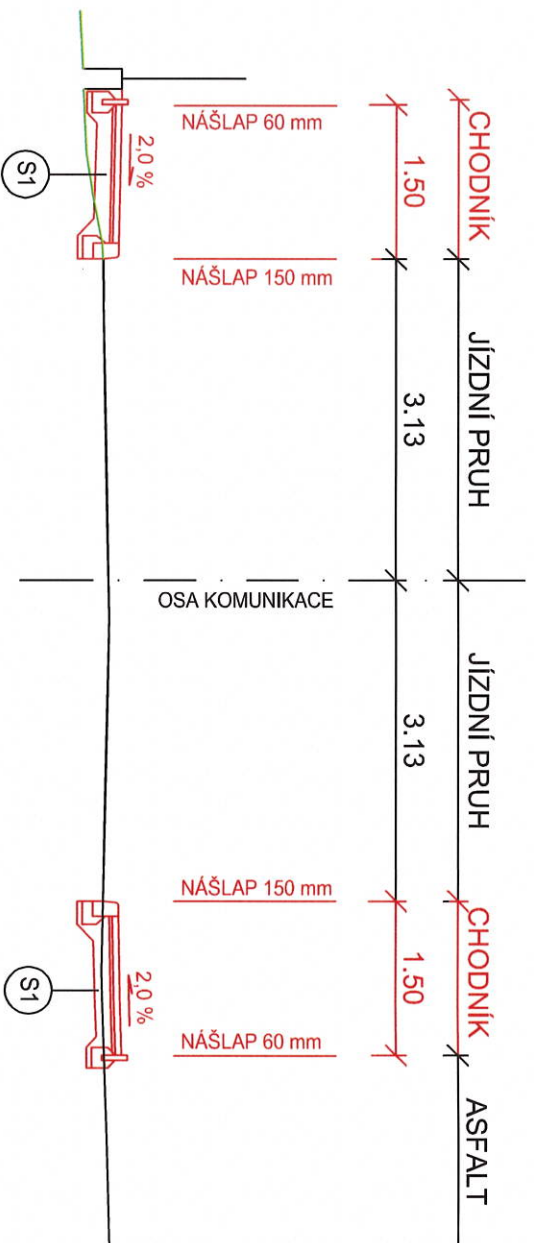 CHODNÍK
JÍZDNÍ PRUH
JÍZDNÍ PRUH
CHODNÍK
ASFALT
1.50
3.13
3.13
1.50
NÁŠLAP 60 mm
NÁŠLAP 150 mm
OSA KOMUNIKACE
NÁŠLAP 150 mm
NÁŠLAP 60 mm
2,0 %
2,0 %
S1
S1